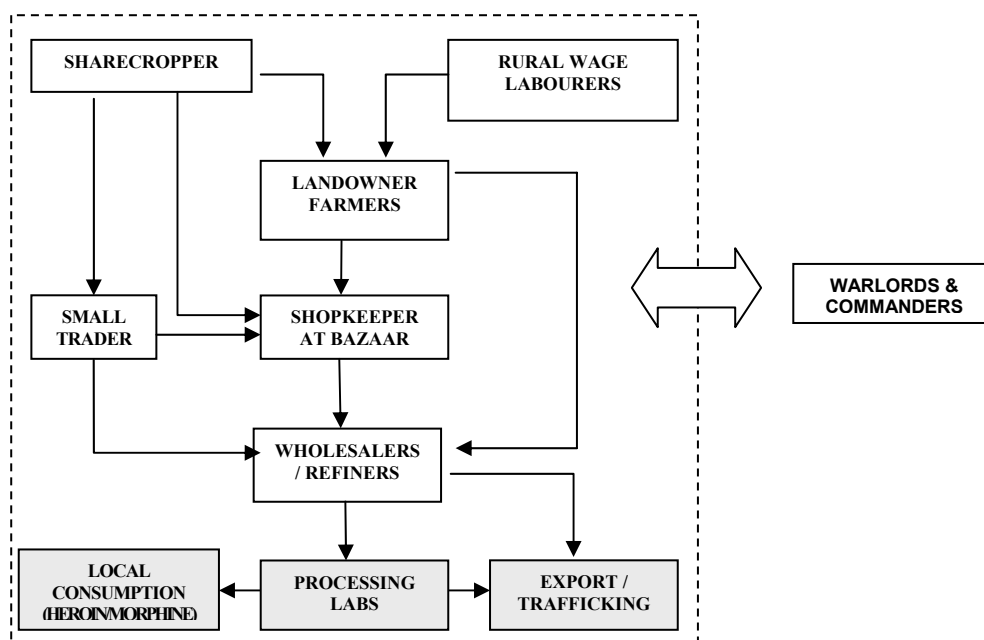 SHARECROPPER
RURAL WAGE
LABOURERS
LANDOWNER
FARMERS
WARLORDS &
COMMANDERS
SMALL
TRADER
SHOPKEEPER
AT BAZAAR
WHOLESALERS
/ REFINERS
LOCAL
CONSUMPTION
(HEROIN/MORPHINE)
PROCESSING
LABS
EXPORT /
TRAFFICKING